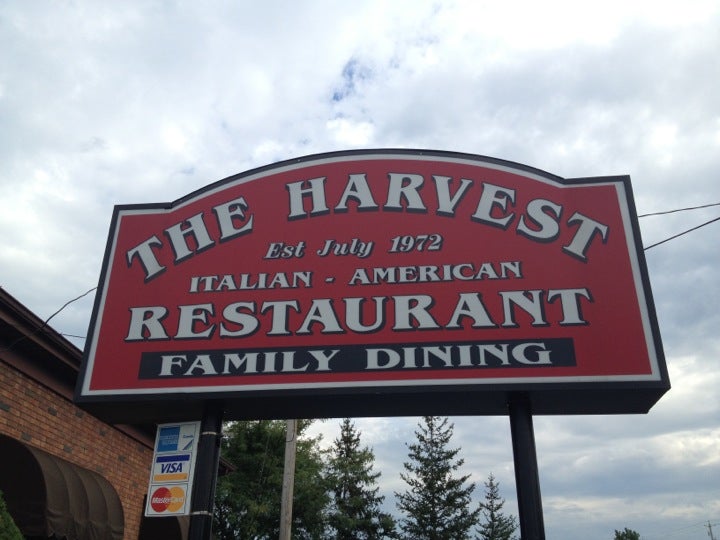 THE HARVEST
Est July 1972
ITALIAN - AMERICAN
RESTAURANT
FAMILY DINING
VISA
MasterCard